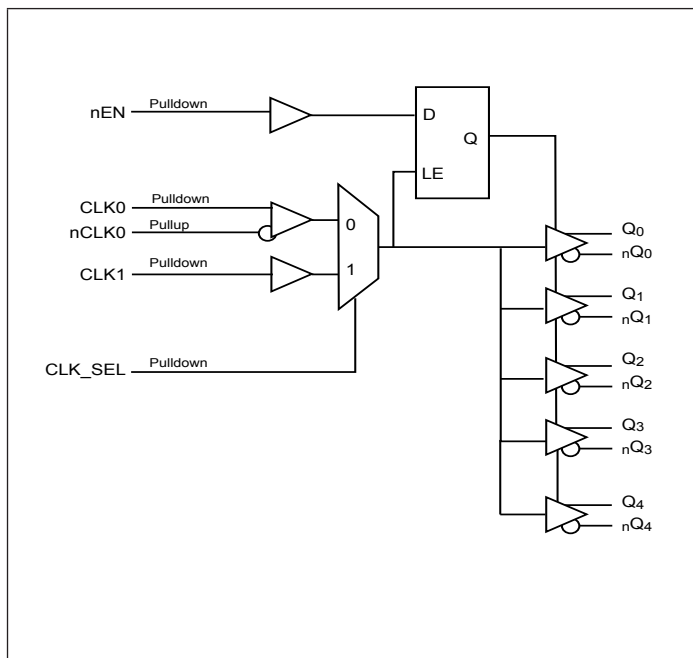 nEN Pulldown
D
Q
LE
CLK0 Pulldown
nCLK0 Pullup
0
CLK1 Pulldown
1
CLK_SEL Pulldown
Q0
nQ0
Q1
nQ1
Q2
nQ2
Q3
nQ3
Q4
nQ4